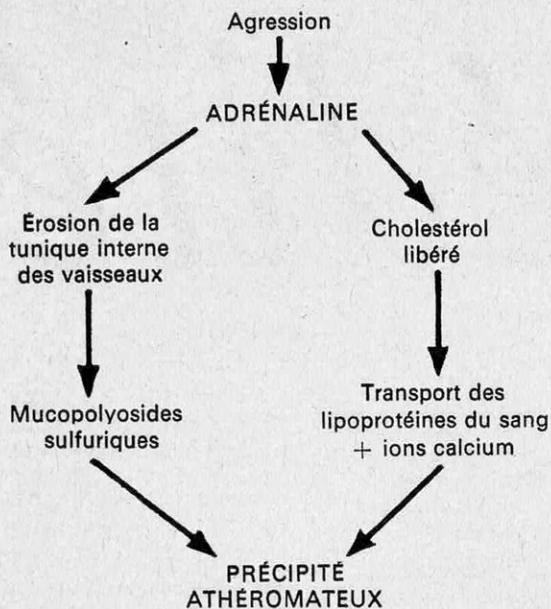 Agression
ADRÉNALINE
Érosion de la
tunique interne
des vaisseaux
Cholestérol
libéré
Mucopolyosides
sulfuriques
Transport des
lipoprotéines du sang
+ ions calcium
PRÉCIPITÉ
ATHÉROMATEUX